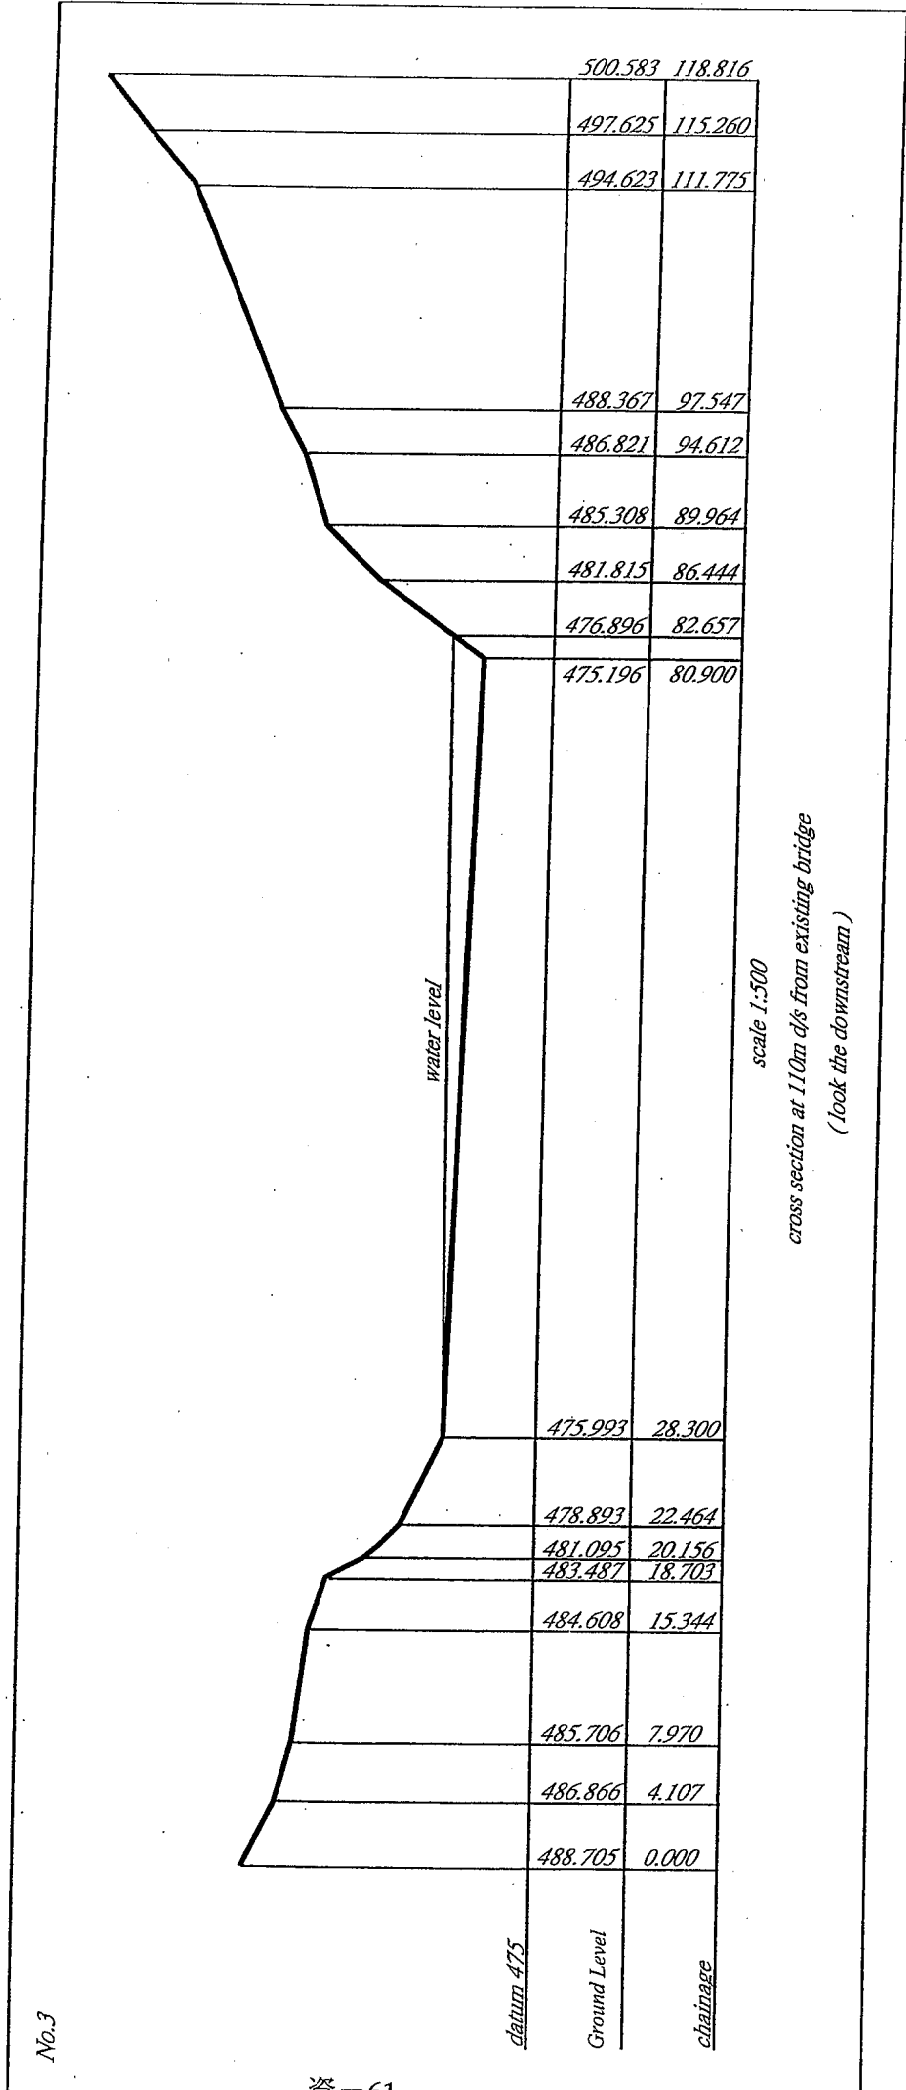 No.3
water level
datum 475
Ground Level
488.705 486.866 485.706 484.608 483.487 481.095 478.893 475.993 475.196 476.896 481.815 485.308 486.821 488.367 494.623 497.625 500.583
chainage
0.000 4.107 7.970 15.344 18.703 20.156 22.464 28.300 80.900 82.657 86.444 89.964 94.612 97.547 111.775 115.260 118.816
scale 1:500
cross section at 110m d/s from existing bridge
( look the downstream )
資－61